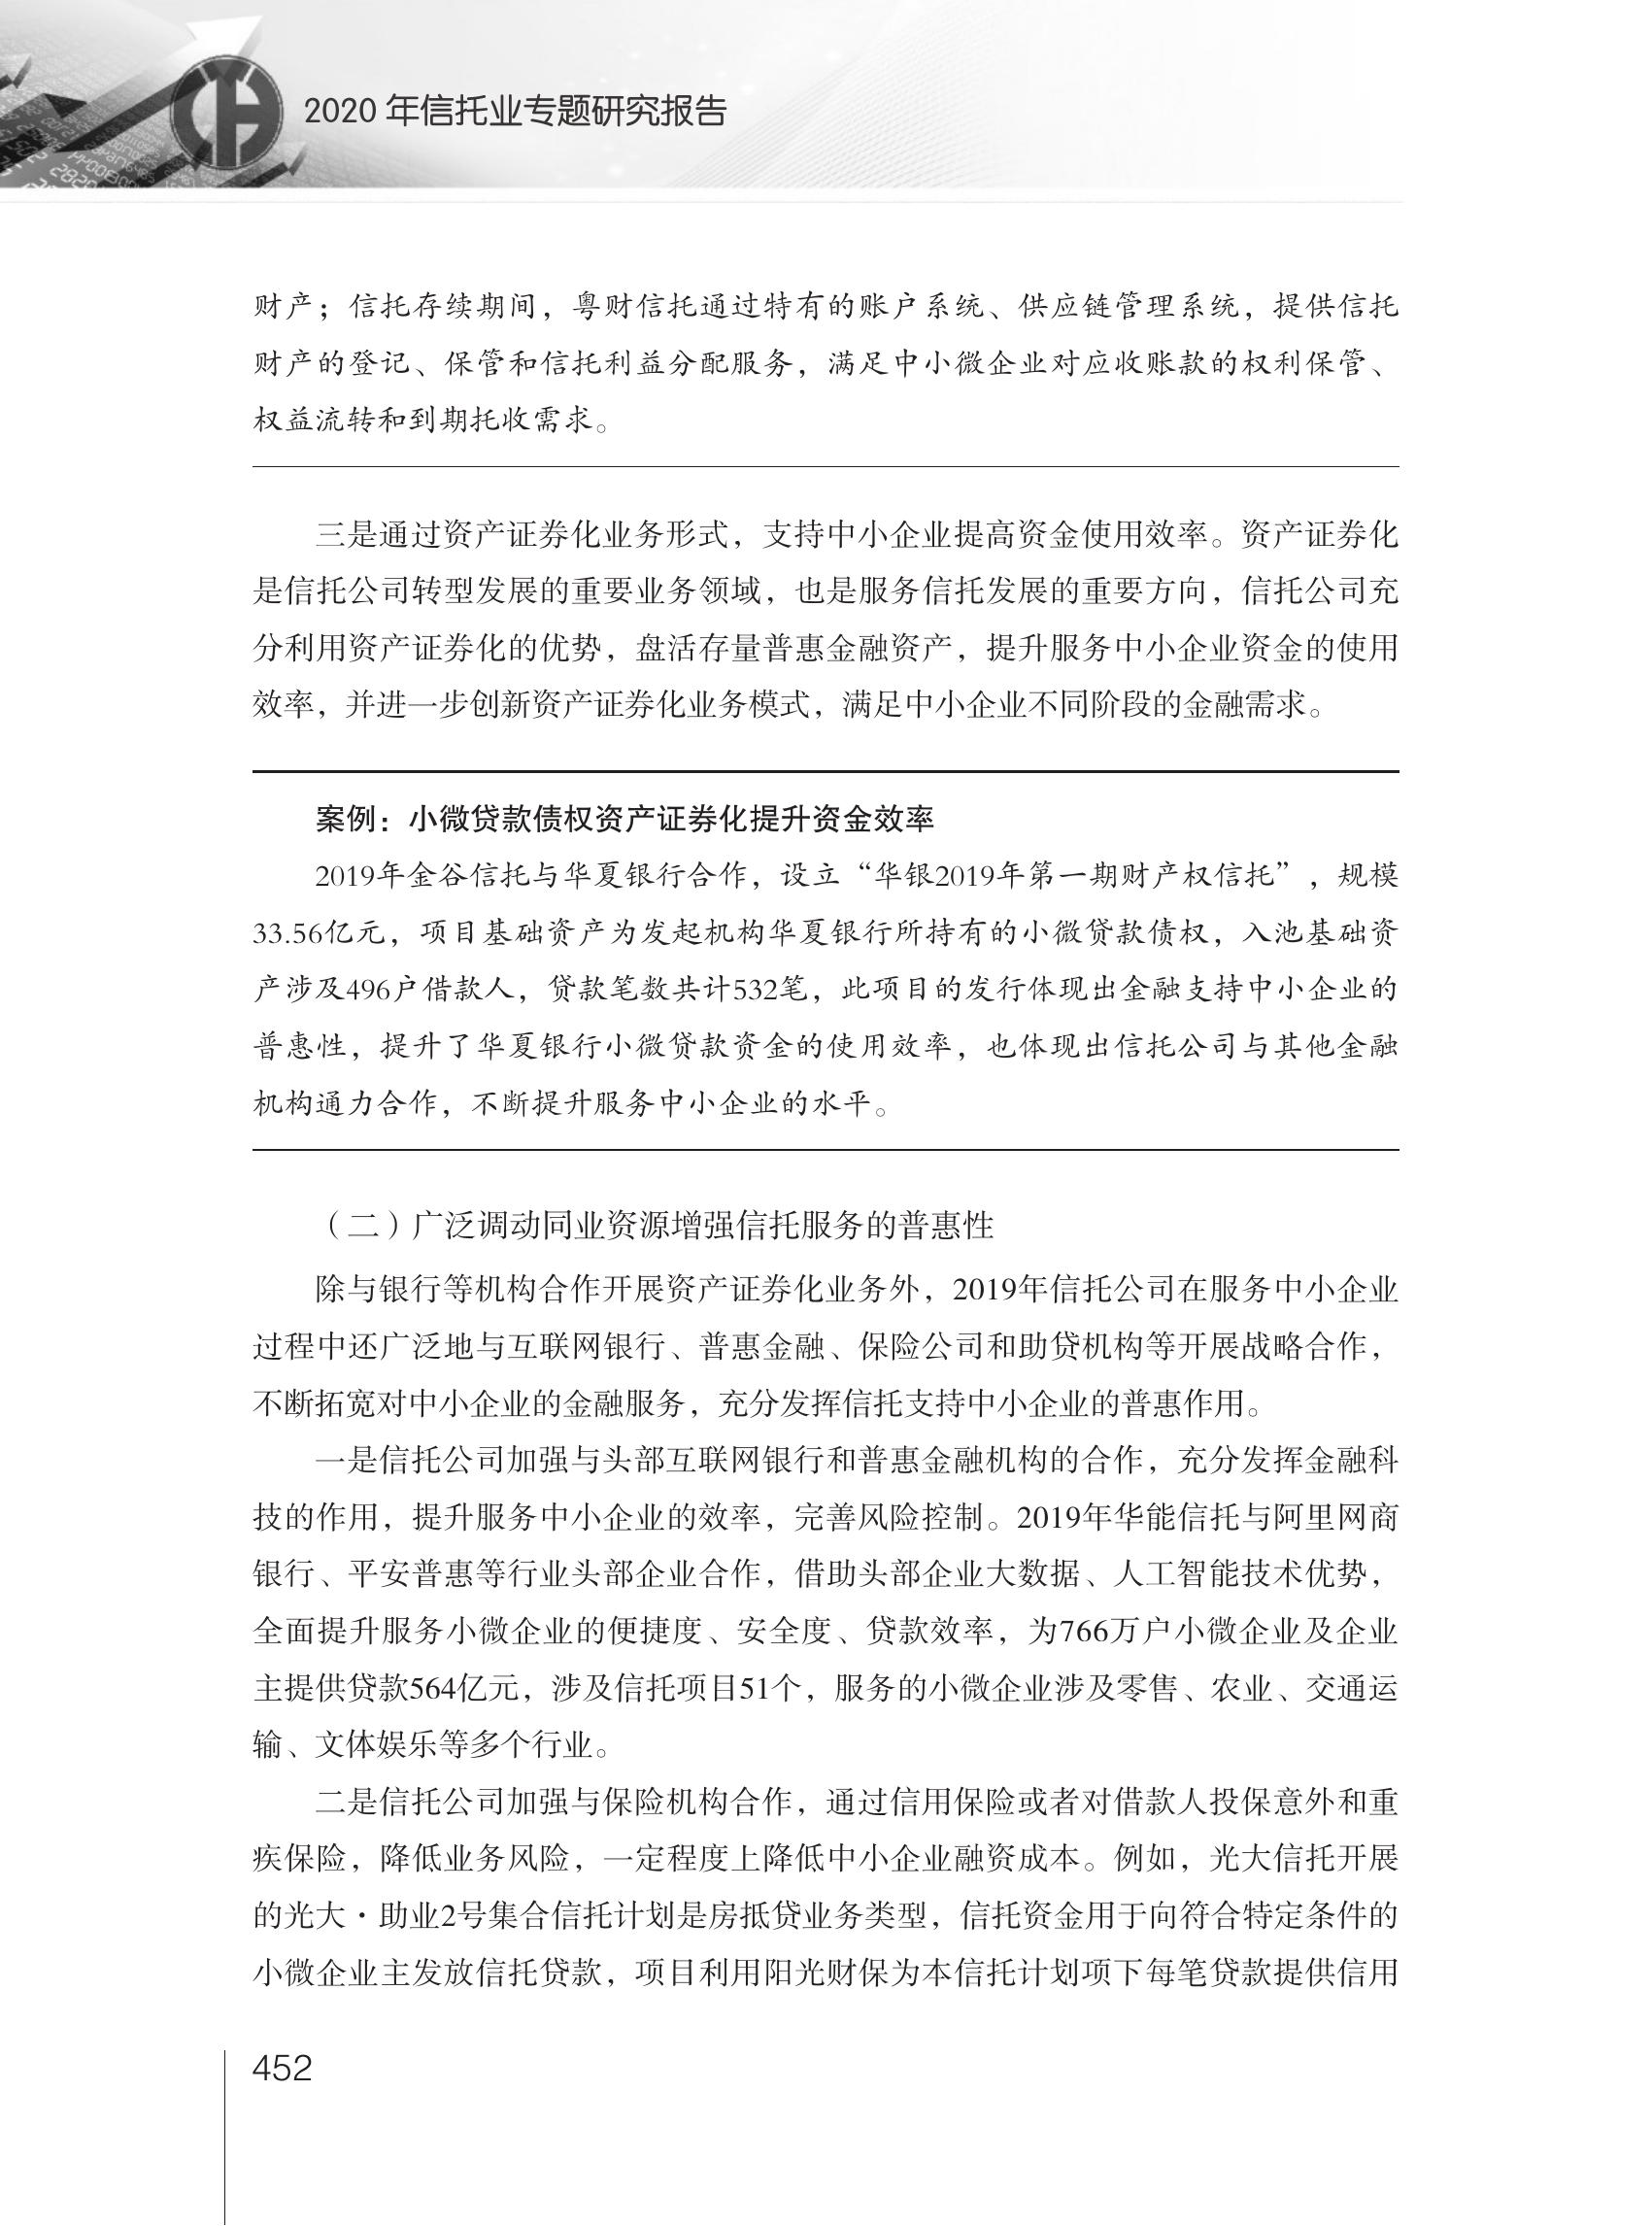 2020 年信托业专题研究报告
财产；信托存续期间，粤财信托通过特有的账户系统、供应链管理系统，提供信托
财产的登记、保管和信托利益分配服务，满足中小微企业对应收账款的权利保管、
权益流转和到期托收需求。
三是通过资产证券化业务形式，支持中小企业提高资金使用效率。资产证券化
是信托公司转型发展的重要业务领域，也是服务信托发展的重要方向，信托公司充
分利用资产证券化的优势，盘活存量普惠金融资产，提升服务中小企业资金的使用
效率，并进一步创新资产证券化业务模式，满足中小企业不同阶段的金融需求。
案例：小微贷款债权资产证券化提升资金效率
2019年金谷信托与华夏银行合作，设立“华银2019年第一期财产权信托”，规模
33.56亿元，项目基础资产为发起机构华夏银行所持有的小微贷款债权，入池基础资
产涉及496户借款人，贷款笔数共计532笔，此项目的发行体现出金融支持中小企业的
普惠性，提升了华夏银行小微贷款资金的使用效率，也体现出信托公司与其他金融
机构通力合作，不断提升服务中小企业的水平。
（二）广泛调动同业资源增强信托服务的普惠性
除与银行等机构合作开展资产证券化业务外，2019年信托公司在服务中小企业
过程中还广泛地与互联网银行、普惠金融、保险公司和助贷机构等开展战略合作，
不断拓宽对中小企业的金融服务，充分发挥信托支持中小企业的普惠作用。
一是信托公司加强与头部互联网银行和普惠金融机构的合作，充分发挥金融科
技的作用，提升服务中小企业的效率，完善风险控制。2019年华能信托与阿里网商
银行、平安普惠等行业头部企业合作，借助头部企业大数据、人工智能技术优势，
全面提升服务小微企业的便捷度、安全度、贷款效率，为766万户小微企业及企业
主提供贷款564亿元，涉及信托项目51个，服务的小微企业涉及零售、农业、交通运
输、文体娱乐等多个行业。
二是信托公司加强与保险机构合作，通过信用保险或者对借款人投保意外和重
疾保险，降低业务风险，一定程度上降低中小企业融资成本。例如，光大信托开展
的光大·助业2号集合信托计划是房抵贷业务类型，信托资金用于向符合特定条件的
小微企业主发放信托贷款，项目利用阳光财保为本信托计划项下每笔贷款提供信用
452